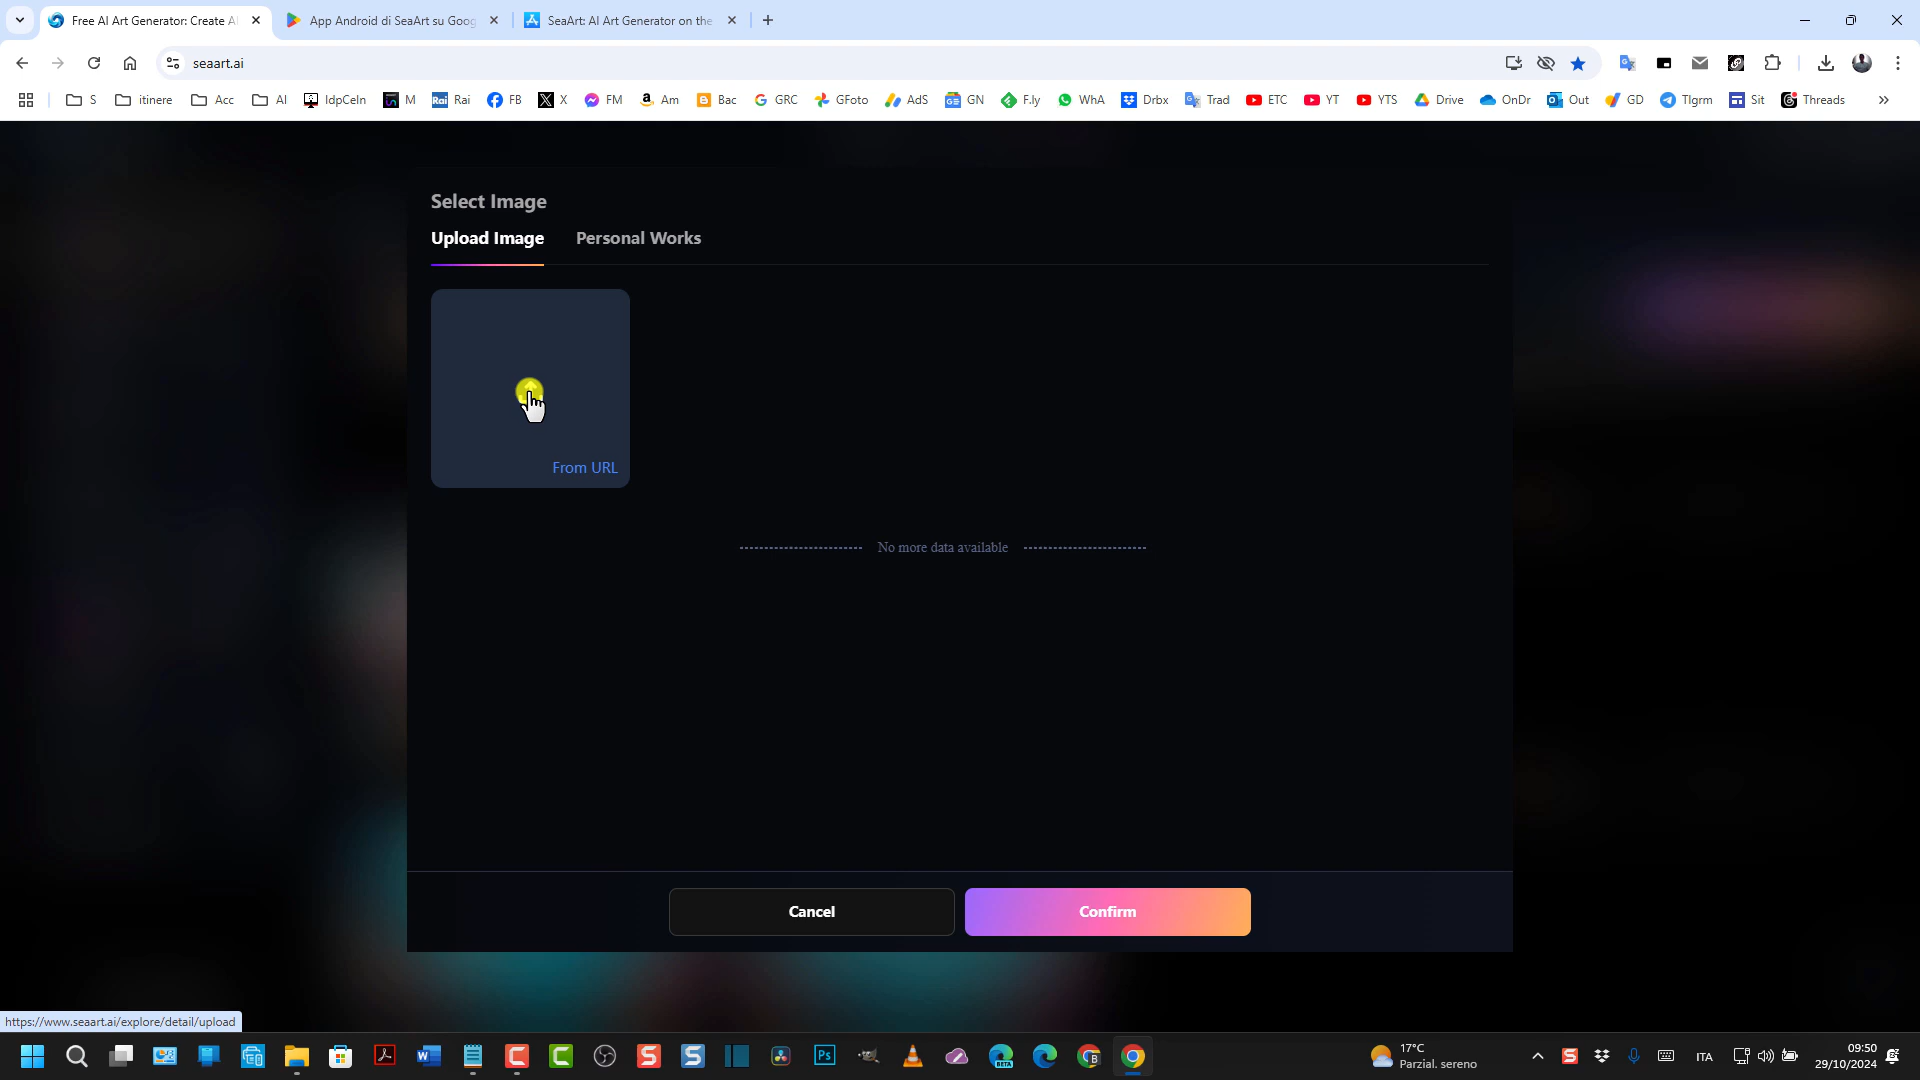 Free AI Art Generator: Create A
App Android di SeaArt su Goog
SeaArt: AI Art Generator on the
seaart.ai
S
itinere
Acc
AI
IdpCeIn
M
Rai
FB
X
FM
Am
Bac
GRC
GFoto
AdS
GN
F.ly
WhA
Drbx
Trad
ETC
YT
YTS
Drive
OnDr
Out
GD
Tlgrm
Sit
Threads
Select Image
Upload Image Personal Works
From URL
No more data available
Cancel
Confirm
https://www.seaart.ai/explore/detail/upload
17°C
Parzial. sereno
ITA
09:50
29/10/2024